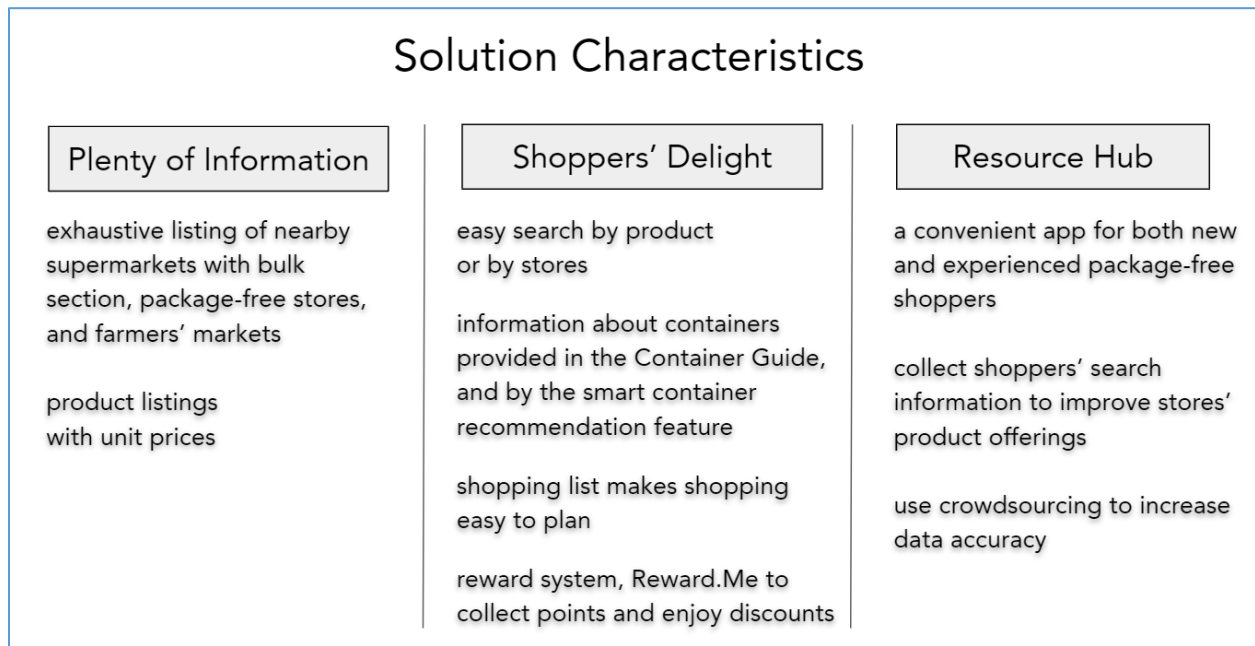 Solution Characteristics
Plenty of Information
exhaustive listing of nearby
supermarkets with bulk
section, package-free stores,
and farmers’ markets
product listings
with unit prices
Shoppers’ Delight
easy search by product
or by stores
information about containers
provided in the Container Guide,
and by the smart container
recommendation feature
shopping list makes shopping
easy to plan
reward system, Reward.Me to
collect points and enjoy discounts
Resource Hub
a convenient app for both new
and experienced package-free
shoppers
collect shoppers’ search
information to improve stores’
product offerings
use crowdsourcing to increase
data accuracy